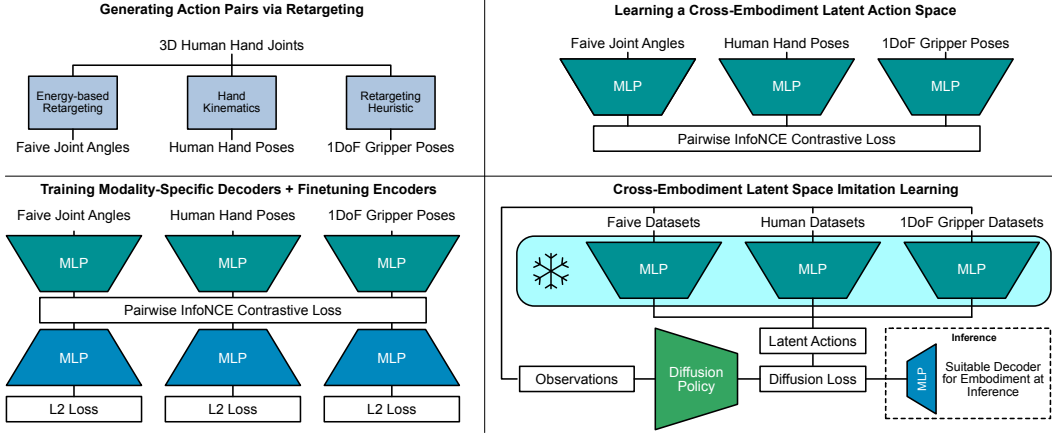 Generating Action Pairs via Retargeting
3D Human Hand Joints
Energy-based
Retargeting
Hand
Kinematics
Retargeting
Heuristic
Faive Joint Angles
Human Hand Poses
1DoF Gripper Poses
Learning a Cross-Embodiment Latent Action Space
Faive Joint Angles
Human Hand Poses
1DoF Gripper Poses
MLP
MLP
MLP
Pairwise InfoNCE Contrastive Loss
Training Modality-Specific Decoders + Finetuning Encoders
Faive Joint Angles
Human Hand Poses
1DoF Gripper Poses
MLP
MLP
MLP
Pairwise InfoNCE Contrastive Loss
MLP
MLP
MLP
L2 Loss
L2 Loss
L2 Loss
Cross-Embodiment Latent Space Imitation Learning
Faive Datasets
Human Datasets
1DoF Gripper Datasets
MLP
MLP
MLP
Latent Actions
Observations
Diffusion
Policy
Diffusion Loss
Inference
MLP
Suitable Decoder
for Embodiment at
Inference